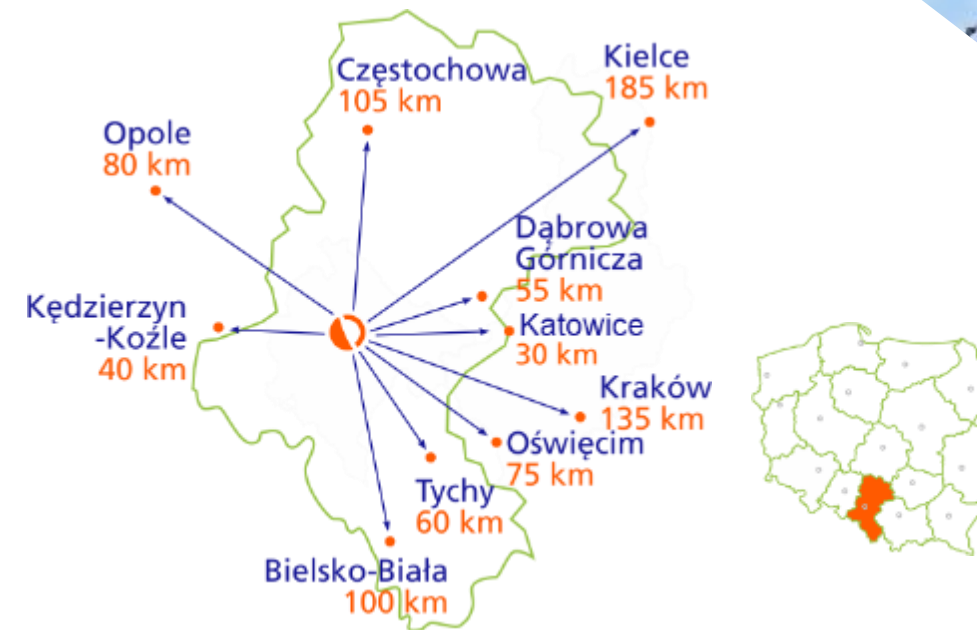 Częstochowa
105 km
Kielce
185 km
Opole
80 km
Dąbrowa
Górnicza
55 km
Kędzierzyn
-Koźle
40 km
Katowice
30 km
Kraków
135 km
Oświęcim
75 km
Tychy
60 km
Bielsko-Biała
100 km